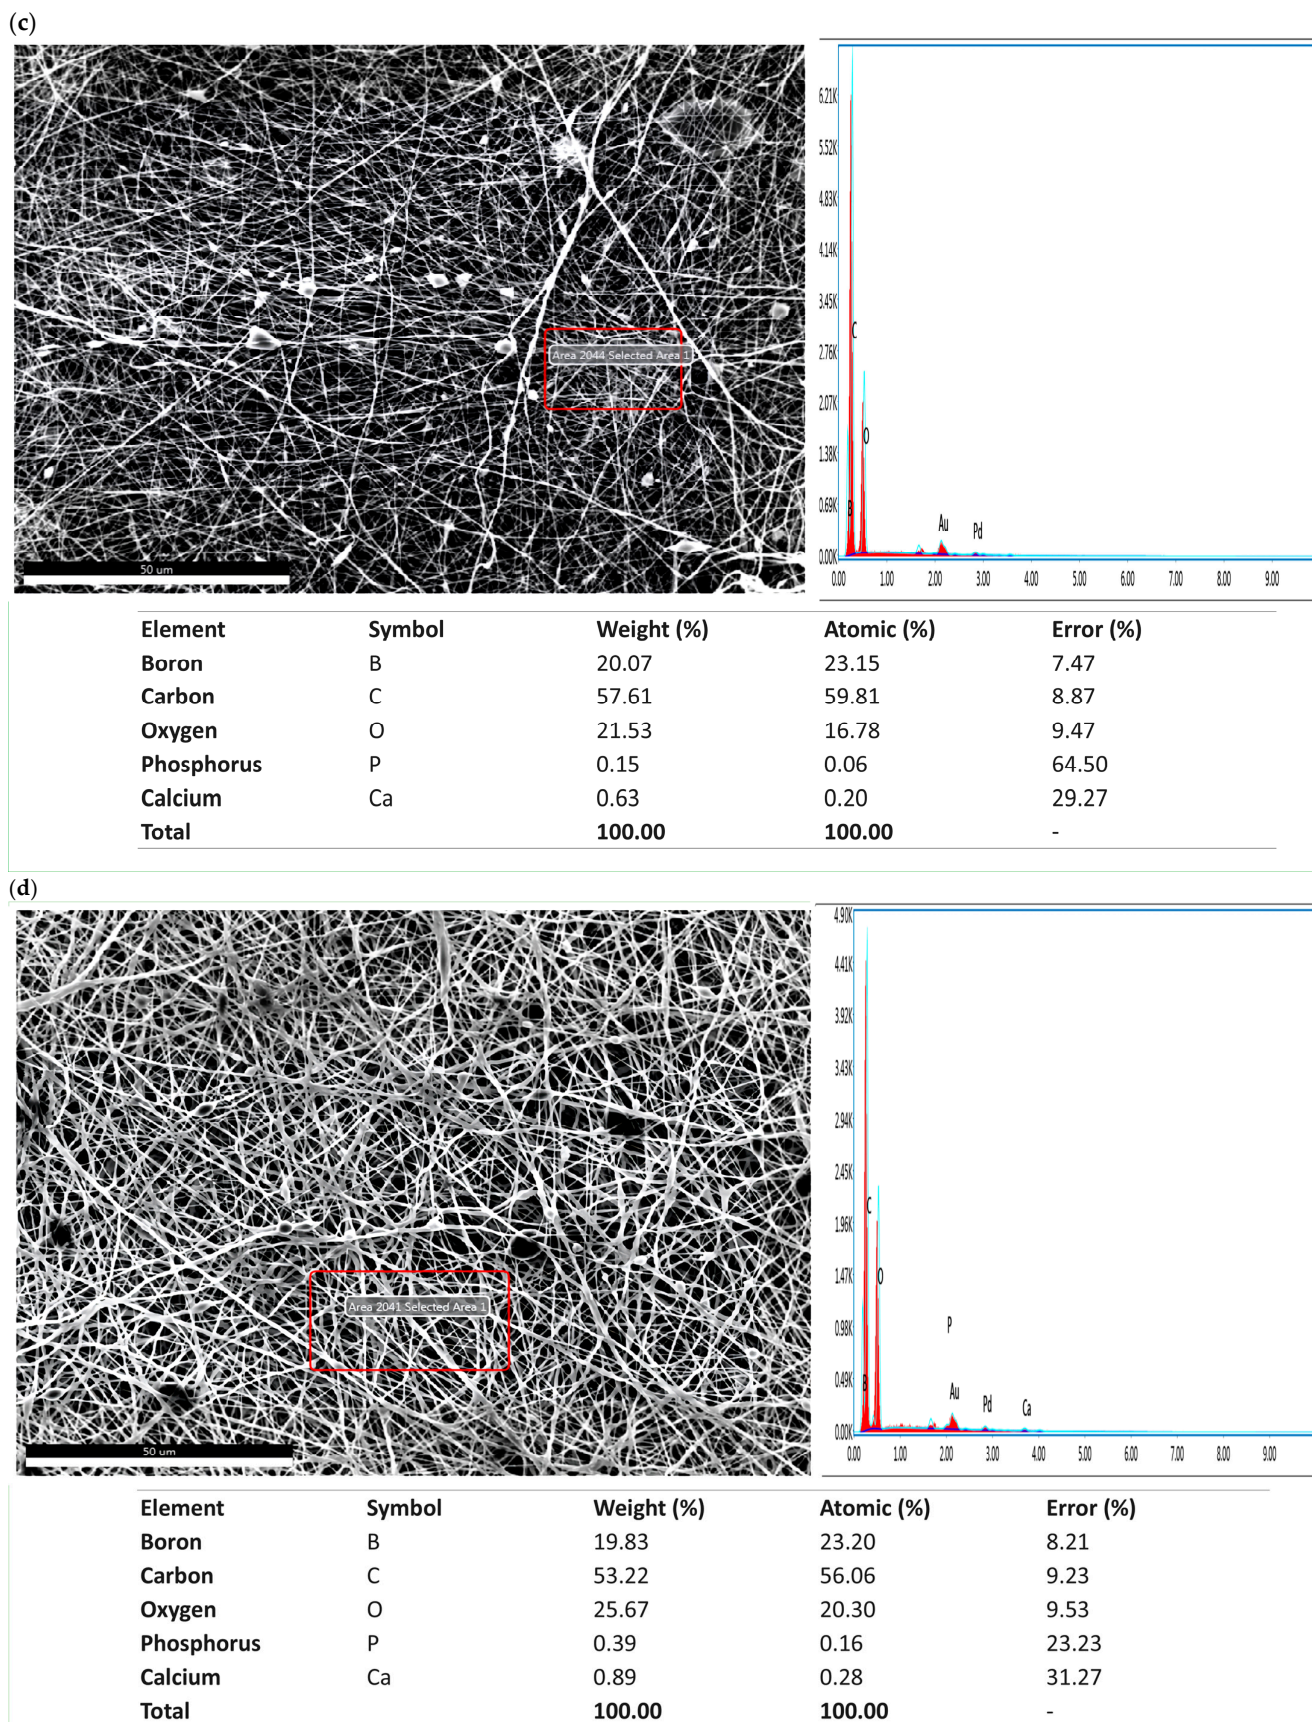 (c)
6.21K
5.52K
4.83K
4.14K
3.45K
2.76K
2.07K
1.38K
0.69K
0.00K
C
O
B
Au
Pd
0.00 1.00 2.00 3.00 4.00 5.00 6.00 7.00 8.00 9.00
Area 2044 Selected Area 1
50 um
Element Symbol Weight (%) Atomic (%) Error (%)
Boron B 20.07 23.15 7.47
Carbon C 57.61 59.81 8.87
Oxygen O 21.53 16.78 9.47
Phosphorus P 0.15 0.06 64.50
Calcium Ca 0.63 0.20 29.27
Total 100.00 100.00 -
(d)
4.90K
4.41K
3.92K
3.43K
2.94K
2.45K
1.96K
1.47K
0.98K
0.49K
0.00K
C
O
P
B
Au
Pd
Ca
0.00 1.00 2.00 3.00 4.00 5.00 6.00 7.00 8.00 9.00
Area 2041 Selected Area 1
50 um
Element Symbol Weight (%) Atomic (%) Error (%)
Boron B 19.83 23.20 8.21
Carbon C 53.22 56.06 9.23
Oxygen O 25.67 20.30 9.53
Phosphorus P 0.39 0.16 23.23
Calcium Ca 0.89 0.28 31.27
Total 100.00 100.00 -